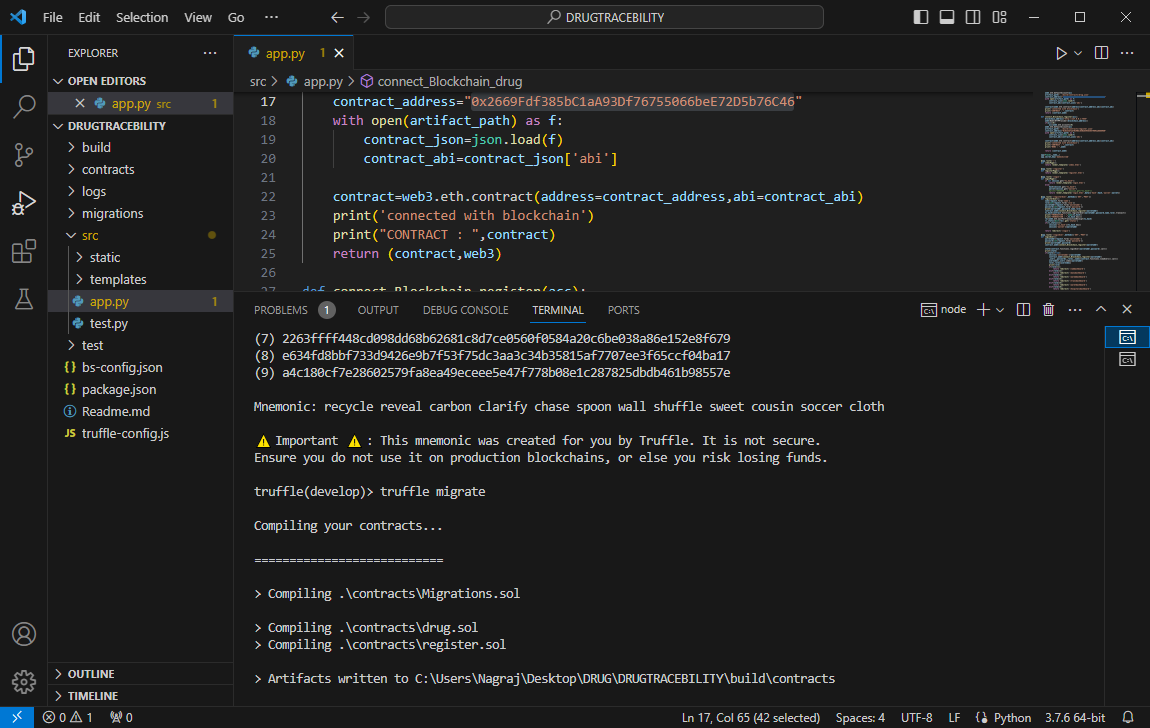 File Edit Selection View Go ···
DRUGTRACEBILITY
EXPLORER ···
OPEN EDITORS
app.py src 1
DRUGTRACEBILITY
build
contracts
logs
migrations
src
static
templates
app.py 1
test.py
test
{} bs-config.json
{} package.json
Readme.md
JS truffle-config.js
OUTLINE
TIMELINE
app.py 1
src > app.py > connect_Blockchain_drug
17 contract_address="0x2669Fdf385bC1aA93Df76755066beE72D5b76C46"
18 with open(artifact_path) as f:
19 contract_json=json.load(f)
20 contract_abi=contract_json['abi']
21
22 contract=web3.eth.contract(address=contract_address,abi=contract_abi)
23 print('connected with blockchain')
24 print("CONTRACT : ",contract)
25 return (contract,web3)
26
27 def connect_Blockchain_register(acc):
PROBLEMS 1 OUTPUT DEBUG CONSOLE TERMINAL PORTS
node
(7) 2263ffff448cd098dd68b62681c8d7ce0560f0584a20c6be038a86e152e8f679
(8) e634fd8bbf733d9426e9b7f53f75dc3aa3c34b35815af7707ee3f65ccf04ba17
(9) a4c180cf7e28602579fa8ea49eceee5e47f778b08e1c287825dbdb461b98557e
Mnemonic: recycle reveal carbon clarify chase spoon wall shuffle sweet cousin soccer cloth
⚠️ Important ⚠️ : This mnemonic was created for you by Truffle. It is not secure.
Ensure you do not use it on production blockchains, or else you risk losing funds.
truffle(develop)> truffle migrate
Compiling your contracts...
===========================
> Compiling .\contracts\Migrations.sol
> Compiling .\contracts\drug.sol
> Compiling .\contracts\register.sol
> Artifacts written to C:\Users\Nagraj\Desktop\DRUG\DRUGTRACEBILITY\build\contracts
0 1 0 Ln 17, Col 65 (42 selected) Spaces: 4 UTF-8 LF {} Python 3.7.6 64-bit